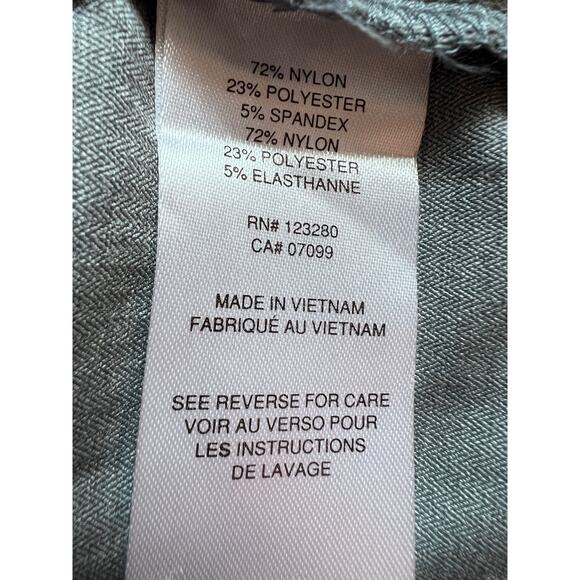 72% NYLON
23% POLYESTER
5% SPANDEX
72% NYLON
23% POLYESTER
5% ELASTHANNE
RN# 123280
CA# 07099
MADE IN VIETNAM
FABRIQUÉ AU VIETNAM
SEE REVERSE FOR CARE
VOIR AU VERSO POUR
LES INSTRUCTIONS
DE LAVAGE